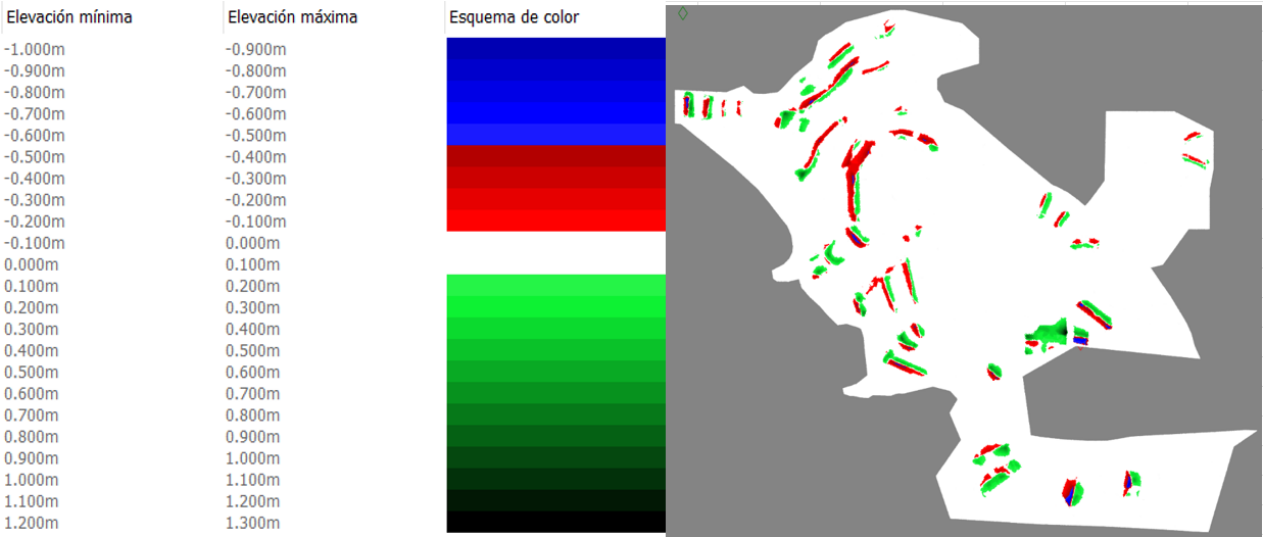 Elevación mínima Elevación máxima Esquema de color
-1.000m -0.900m
-0.900m -0.800m
-0.800m -0.700m
-0.700m -0.600m
-0.600m -0.500m
-0.500m -0.400m
-0.400m -0.300m
-0.300m -0.200m
-0.200m -0.100m
-0.100m 0.000m
0.000m 0.100m
0.100m 0.200m
0.200m 0.300m
0.300m 0.400m
0.400m 0.500m
0.500m 0.600m
0.600m 0.700m
0.700m 0.800m
0.800m 0.900m
0.900m 1.000m
1.000m 1.100m
1.100m 1.200m
1.200m 1.300m